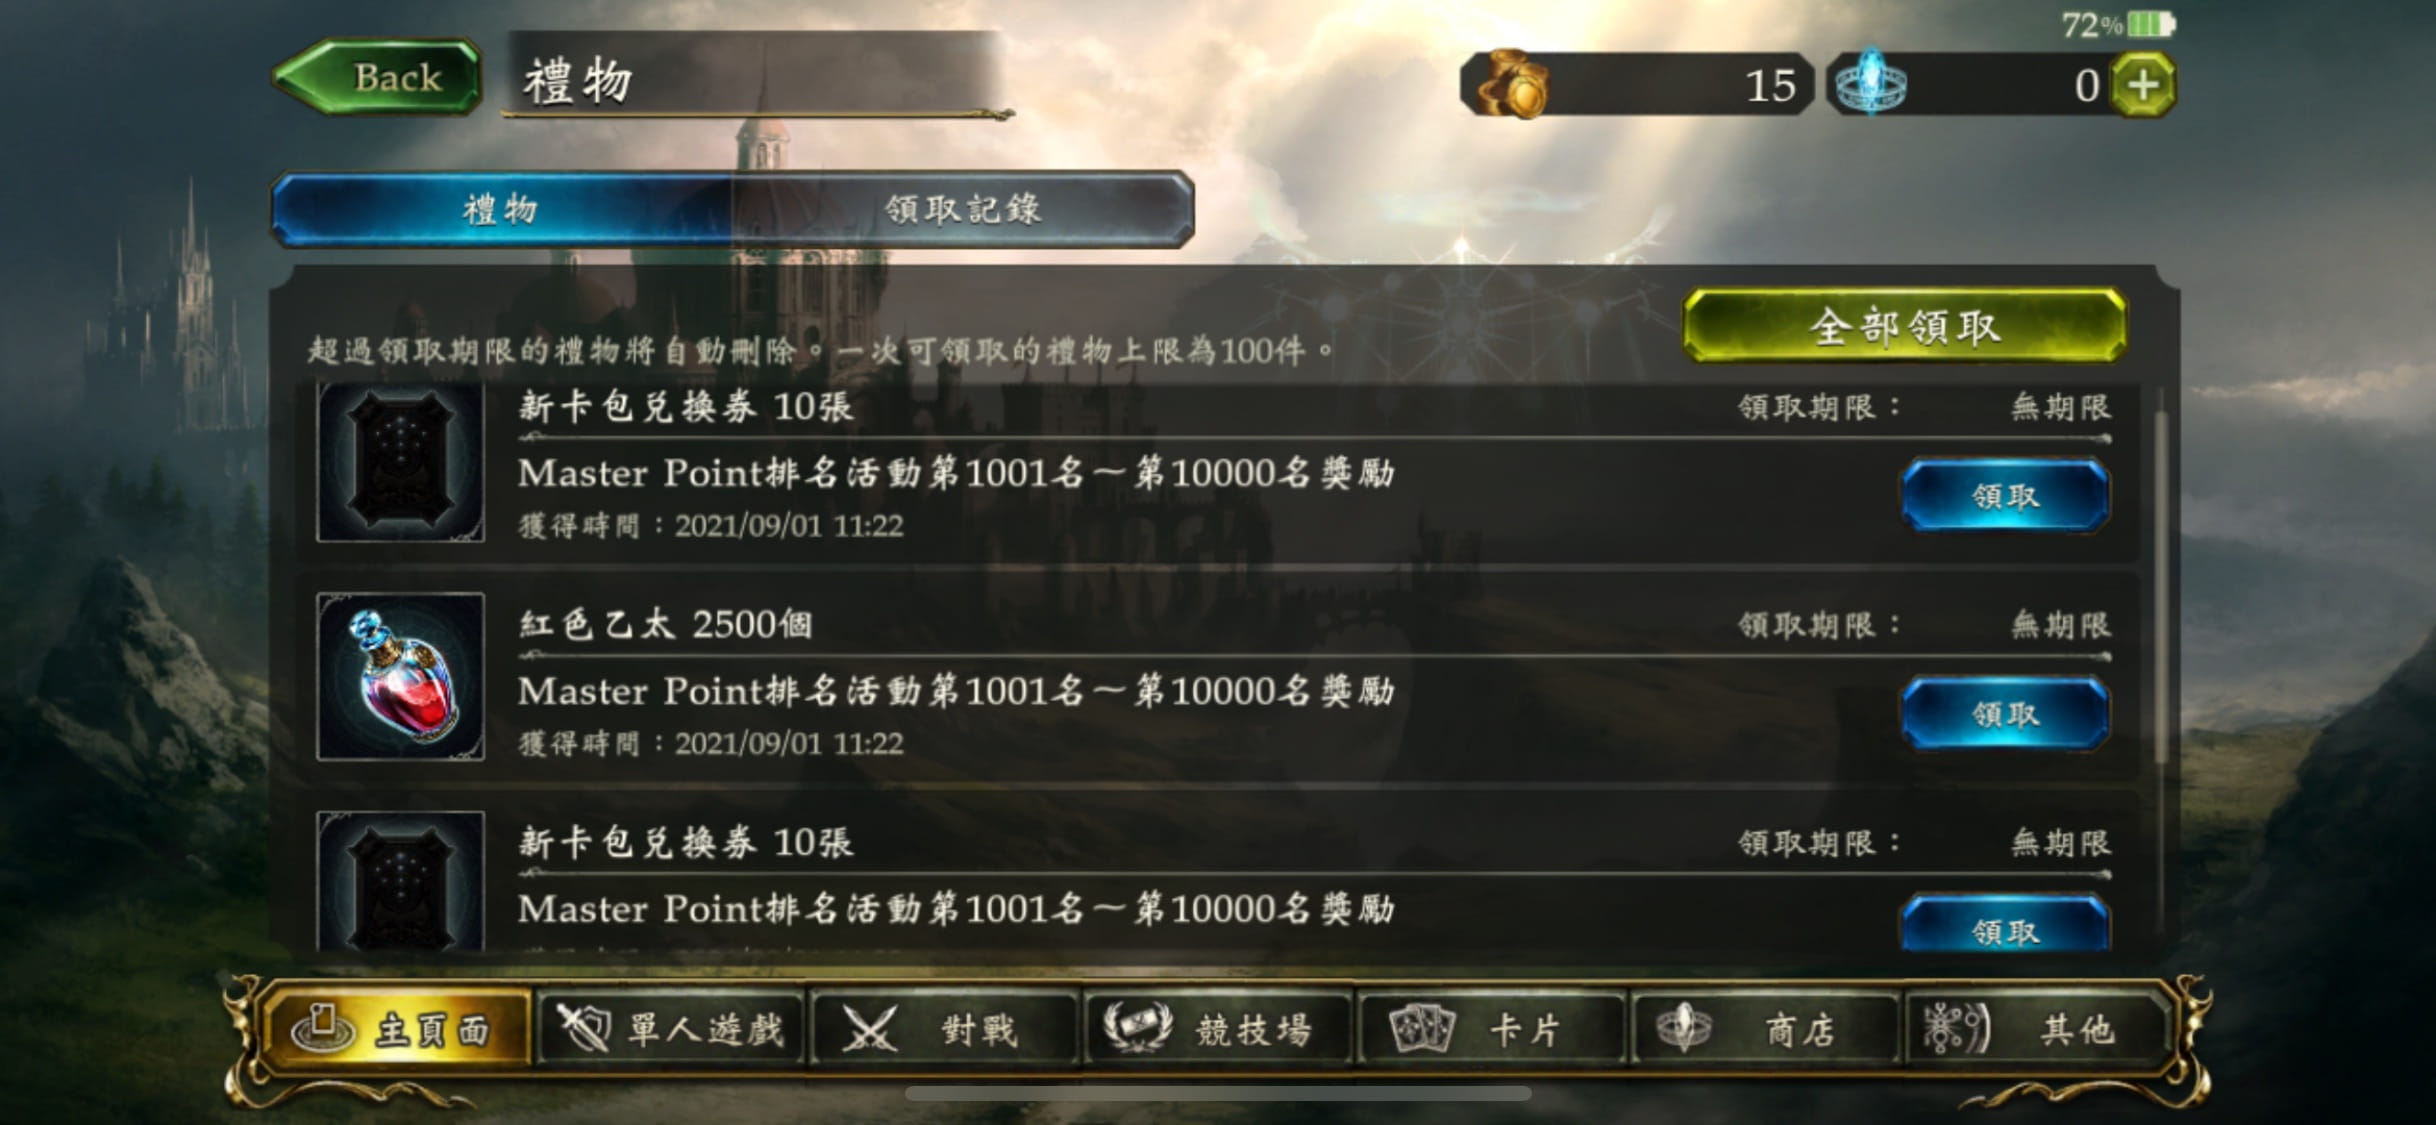 72%
Back
禮物
15
0
禮物
領取記錄
全部領取
超過領取期限的禮物將自動刪除。一次可領取的禮物上限為100件。
新卡包兌換券 10張
領取期限：
無期限
Master Point排名活動第1001名～第10000名獎勵
領取
獲得時間：2021/09/01 11:22
紅色乙太 2500個
領取期限：
無期限
Master Point排名活動第1001名～第10000名獎勵
領取
獲得時間：2021/09/01 11:22
新卡包兌換券 10張
領取期限：
無期限
Master Point排名活動第1001名～第10000名獎勵
領取
主頁面
單人遊戲
對戰
競技場
卡片
商店
其他